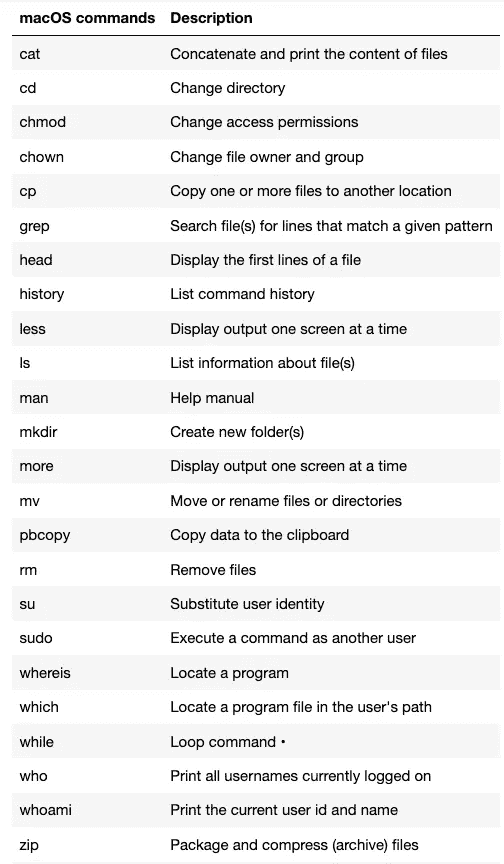 macOS commands Description
cat Concatenate and print the content of files
cd Change directory
chmod Change access permissions
chown Change file owner and group
cp Copy one or more files to another location
grep Search file(s) for lines that match a given pattern
head Display the first lines of a file
history List command history
less Display output one screen at a time
ls List information about file(s)
man Help manual
mkdir Create new folder(s)
more Display output one screen at a time
mv Move or rename files or directories
pbcopy Copy data to the clipboard
rm Remove files
su Substitute user identity
sudo Execute a command as another user
whereis Locate a program
which Locate a program file in the user's path
while Loop command •
who Print all usernames currently logged on
whoami Print the current user id and name
zip Package and compress (archive) files